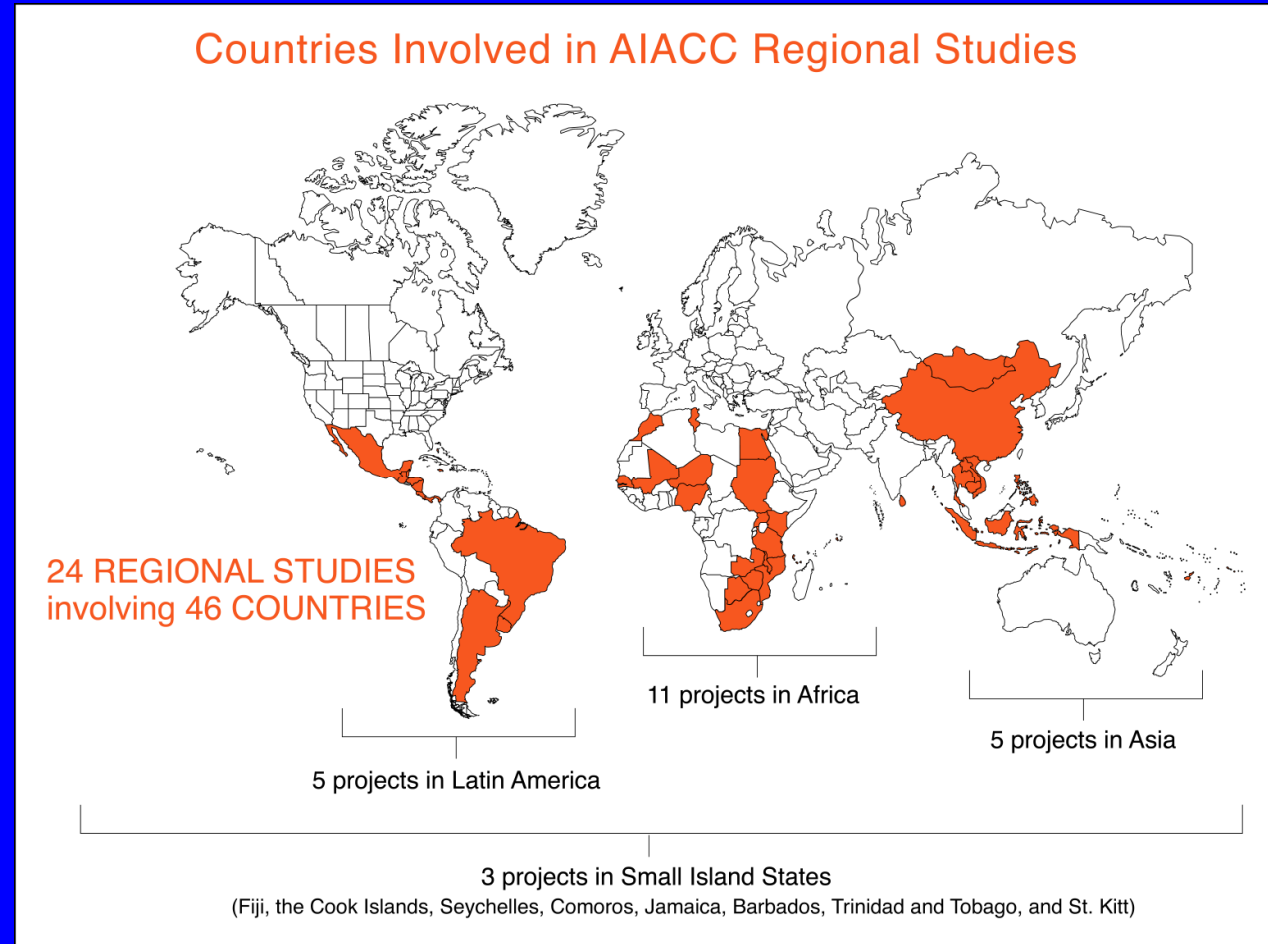 Countries Involved in AIACC Regional Studies
24 REGIONAL STUDIES
involving 46 COUNTRIES
11 projects in Africa
5 projects in Asia
5 projects in Latin America
3 projects in Small Island States
(Fiji, the Cook Islands, Seychelles, Comoros, Jamaica, Barbados, Trinidad and Tobago, and St. Kitt)